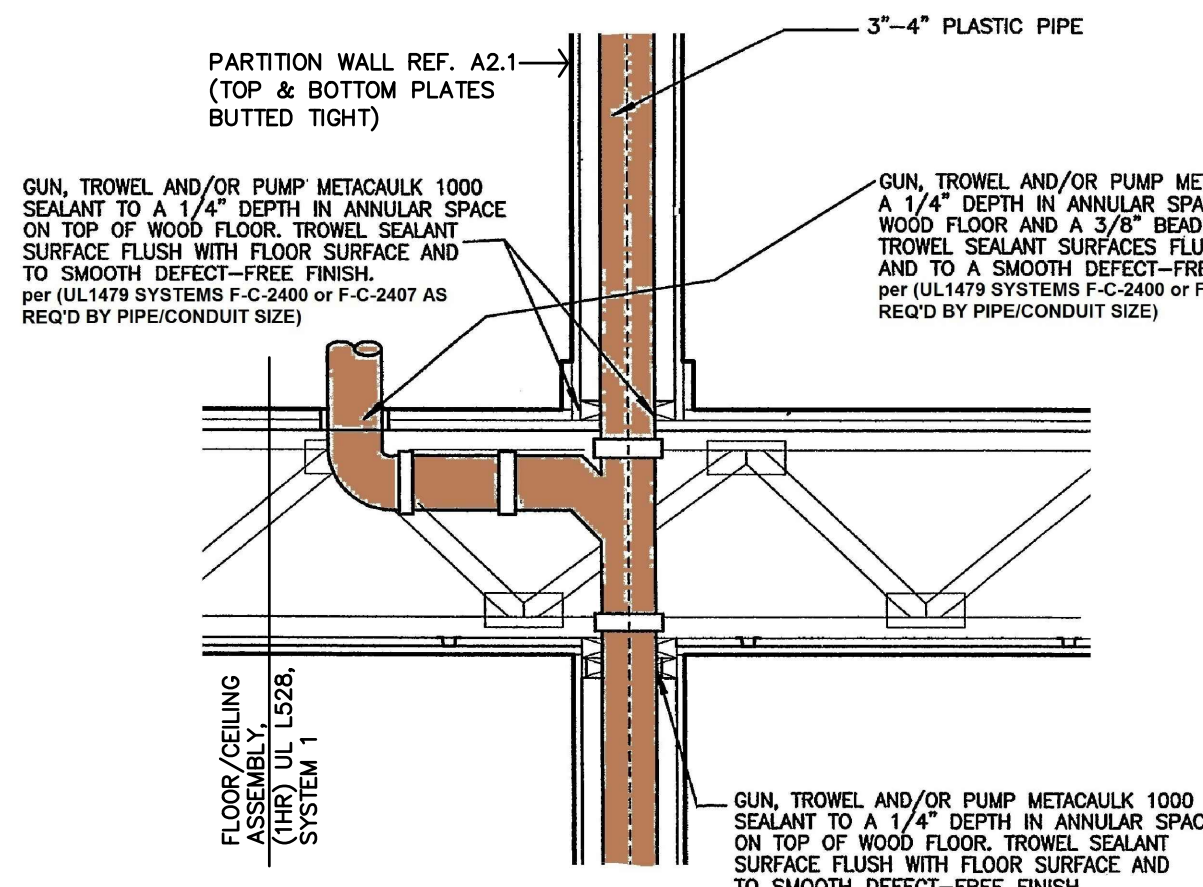 3"-4" PLASTIC PIPE
PARTITION WALL REF. A2.1
(TOP & BOTTOM PLATES
BUTTED TIGHT)
GUN, TROWEL AND/OR PUMP METACAULK 1000
SEALANT TO A 1/4" DEPTH IN ANNULAR SPACE
ON TOP OF WOOD FLOOR. TROWEL SEALANT
SURFACE FLUSH WITH FLOOR SURFACE AND
TO SMOOTH DEFECT-FREE FINISH.
per (UL1479 SYSTEMS F-C-2400 or F-C-2407 AS
REQ'D BY PIPE/CONDUIT SIZE)
GUN, TROWEL AND/OR PUMP
A 1/4" DEPTH IN ANNULAR
WOOD FLOOR AND A 3/8" BEAD
TROWEL SEALANT SURFACES
AND TO A SMOOTH
per (UL1479 SYSTEMS F-C-2400 or
REQ'D BY PIPE/CONDUIT SIZE)
FLOOR/CEILING
ASSEMBLY,
(1HR) UL L528,
SYSTEM 1
GUN, TROWEL AND/OR PUMP METACAULK 1000
SEALANT TO A 1/4" DEPTH IN ANNULAR
ON TOP OF WOOD FLOOR. TROWEL SEALANT
SURFACE FLUSH WITH FLOOR SURFACE AND
TO SMOOTH DEFECT-FREE FINISH